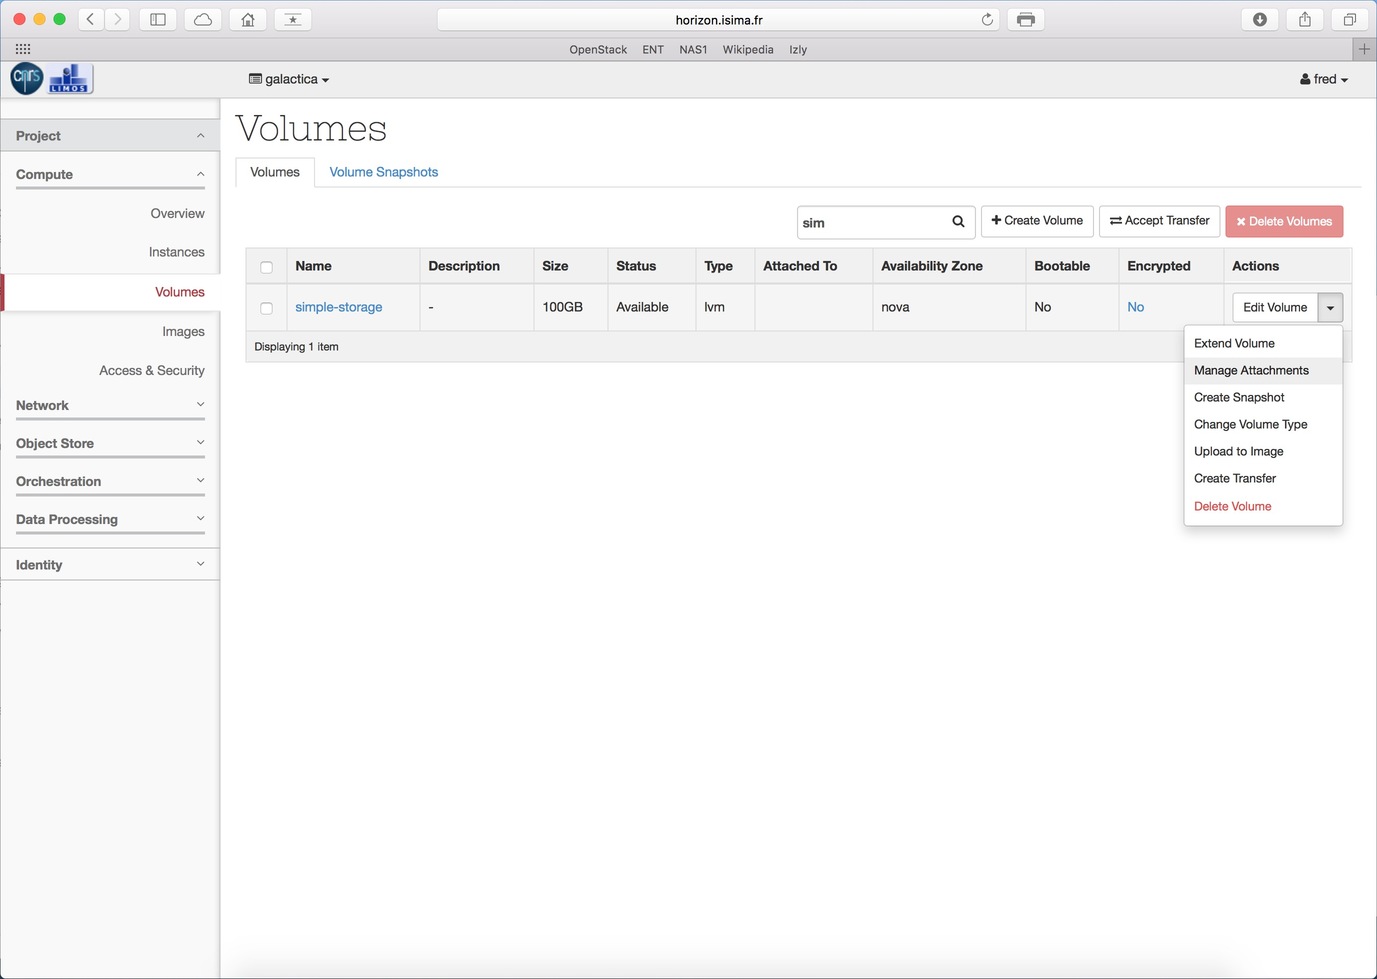 horizon.isima.fr
OpenStack ENT NAS1 Wikipedia Izly
cnrs LIMOS galactica fred
Project
Compute
Overview
Instances
Volumes
Images
Access & Security
Network
Object Store
Orchestration
Data Processing
Identity
Volumes
Volumes Volume Snapshots
sim Create Volume Accept Transfer Delete Volumes
Name Description Size Status Type Attached To Availability Zone Bootable Encrypted Actions
simple-storage - 100GB Available lvm nova No No Edit Volume
Displaying 1 item
Extend Volume
Manage Attachments
Create Snapshot
Change Volume Type
Upload to Image
Create Transfer
Delete Volume